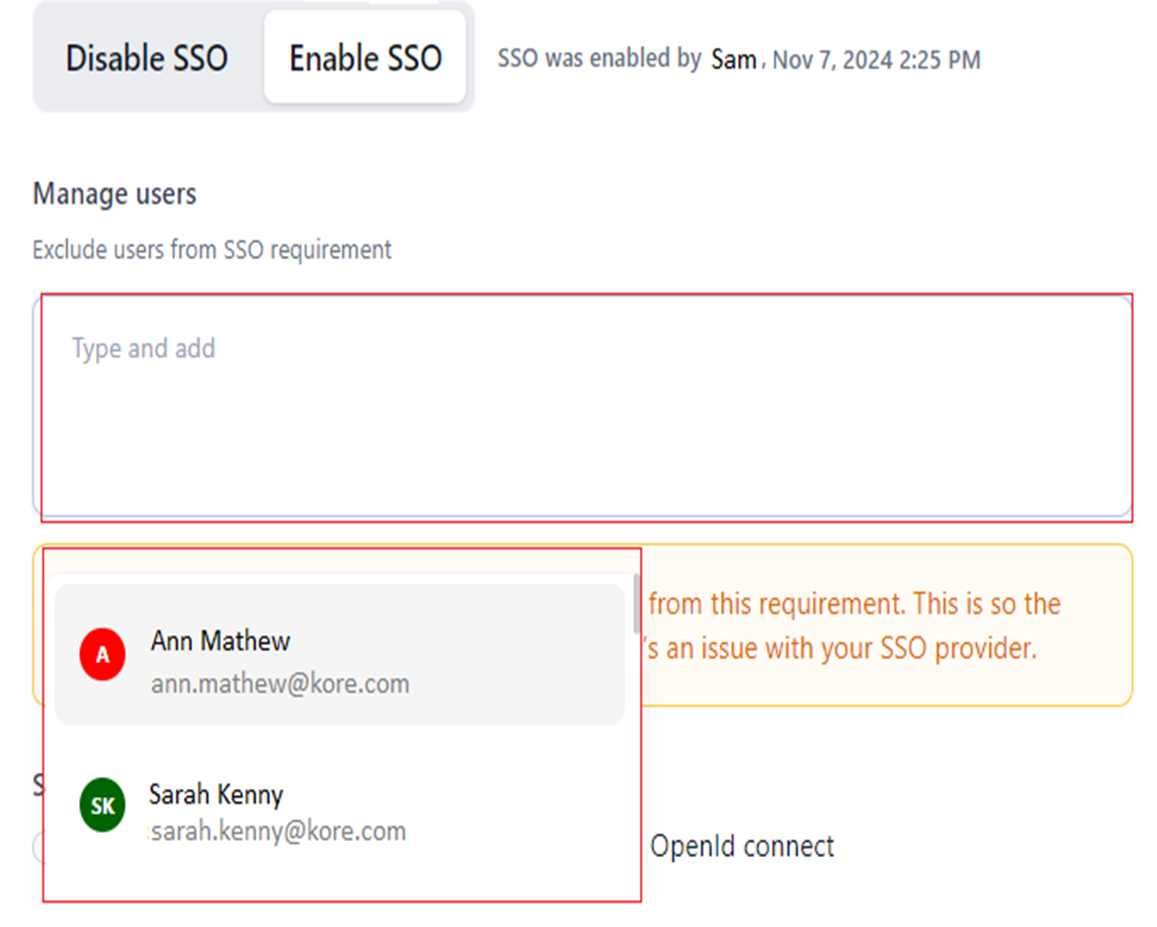 Disable SSO Enable SSO SSO was enabled by Sam, Nov 7, 2024 2:25 PM
Manage users
Exclude users from SSO requirement
Type and add
from this requirement. This is so the
's an issue with your SSO provider.
A Ann Mathew
ann.mathew@kore.com
S
SK Sarah Kenny
sarah.kenny@kore.com
OpenId connect